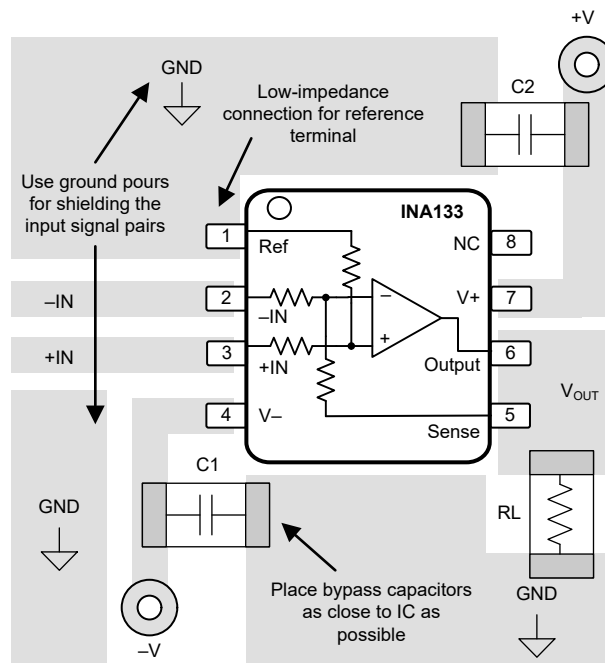 +V
GND
C2
Low-impedance
connection for reference
terminal
Use ground pours
for shielding the
input signal pairs
INA133
1
Ref
NC
8
–IN
2
–IN
−
V+
7
+IN
3
+IN
+
Output
6
4
V–
Sense
5
VOUT
C1
GND
RL
Place bypass capacitors
as close to IC as
possible
GND
–V